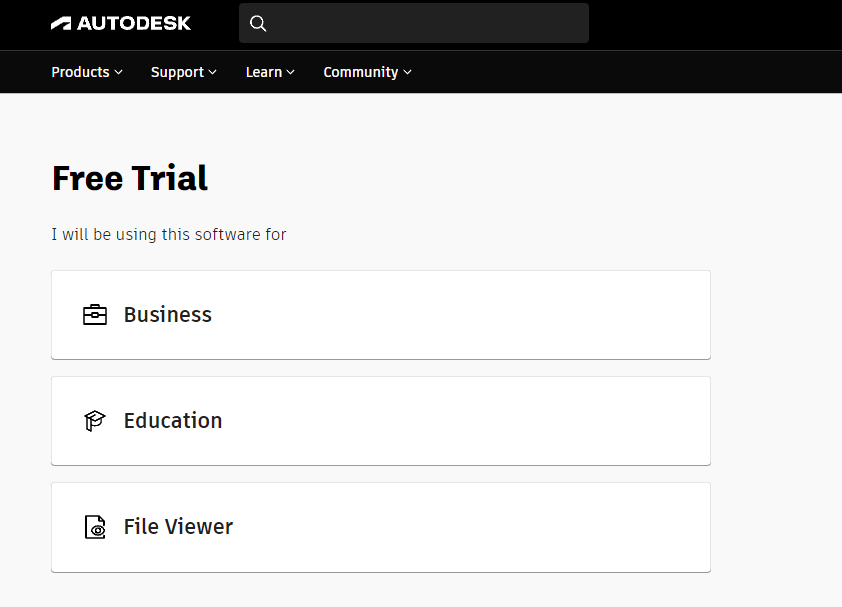 AUTODESK
Products Support Learn Community
Free Trial
I will be using this software for
Business
Education
File Viewer